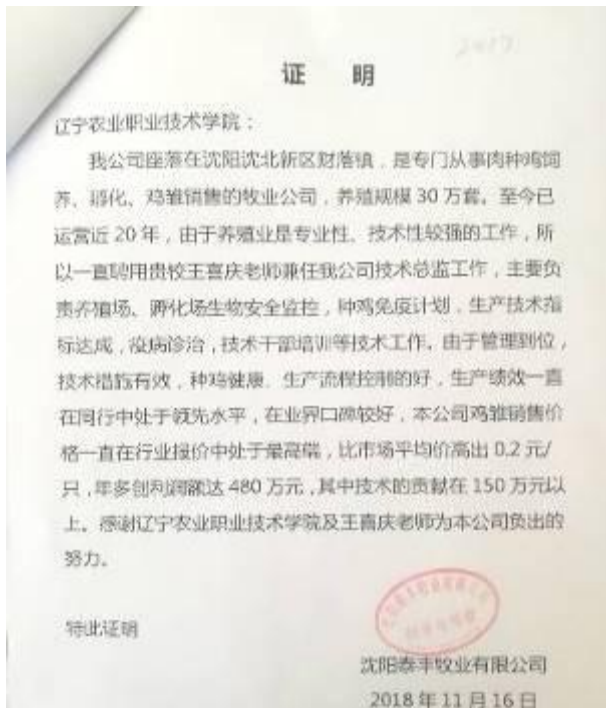 2017
证 明
辽宁农业职业技术学院：
我公司座落在沈阳沈北新区财落镇，是专门从事肉种鸡饲
养、孵化、鸡雏销售的牧业公司，养殖规模 30 万套。至今已
运营近 20 年，由于养殖业是专业性、技术性较强的工作，所
以一直聘用贵校王喜庆老师兼任我公司技术总监工作，主要负
责养殖场、孵化场生物安全监控，种鸡免疫计划，生产技术指
标达成，疫病诊治，技术干部培训等技术工作。由于管理到位，
技术措施有效，种鸡健康、生产流程控制的好，生产绩效一直
在同行中处于领先水平，在业界口碑较好，本公司鸡雏销售价
格一直在行业报价中处于最高端，比市场平均价高出 0.2 元/
只，年多创利润额达 480 万元，其中技术的贡献在 150 万元以
上。感谢辽宁农业职业技术学院及王喜庆老师为本公司负出的
努力。
特此证明
沈阳泰丰牧业有限公司
2018 年 11 月 16 日